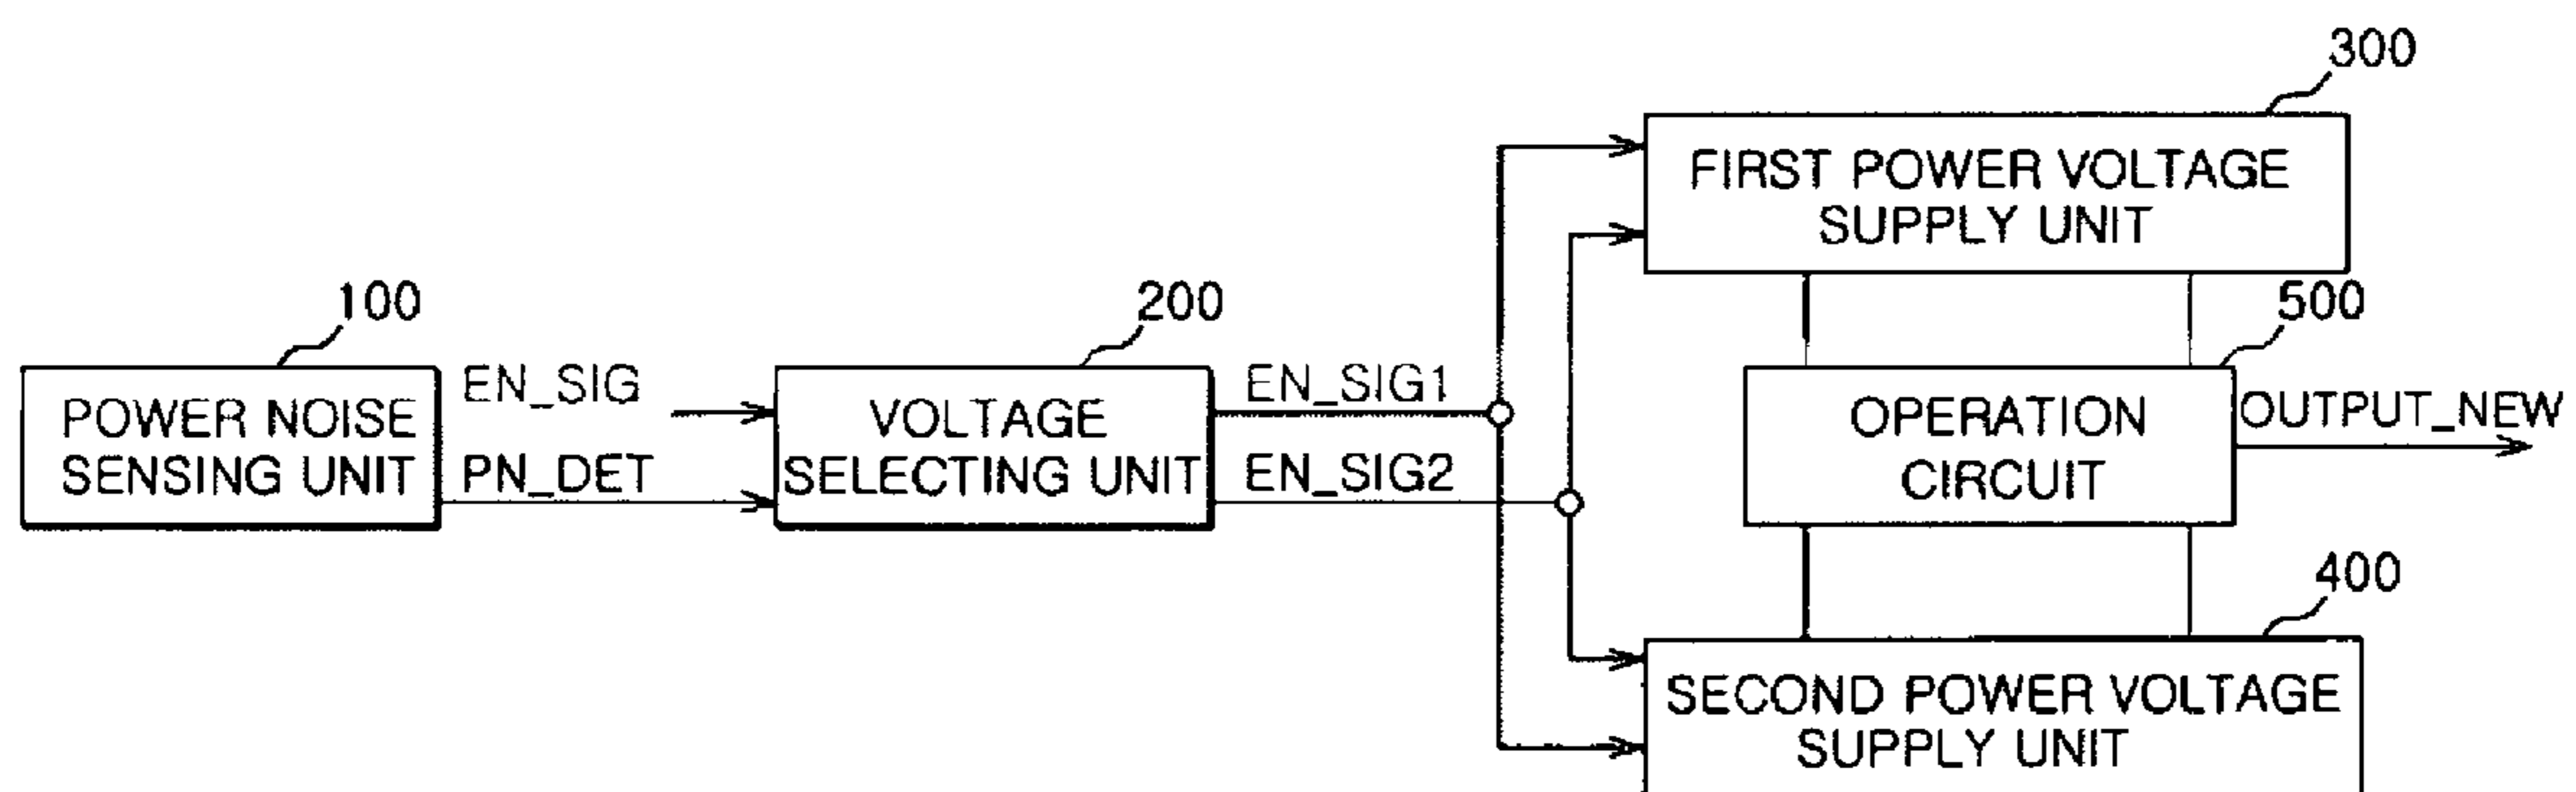 300
FIRST POWER VOLTAGE
SUPPLY UNIT
100
200
500
POWER NOISE
SENSING UNIT
EN_SIG
PN_DET
VOLTAGE
SELECTING UNIT
EN_SIG1
EN_SIG2
OPERATION
CIRCUIT
OUTPUT_NEW
400
SECOND POWER VOLTAGE
SUPPLY UNIT